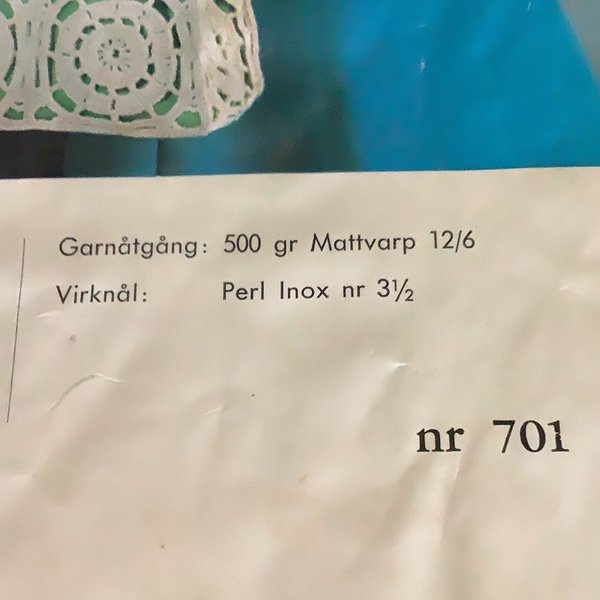 Garnåtgång: 500 gr Mattvarp 12/6
Virknål: Perl Inox nr 3½
nr 701